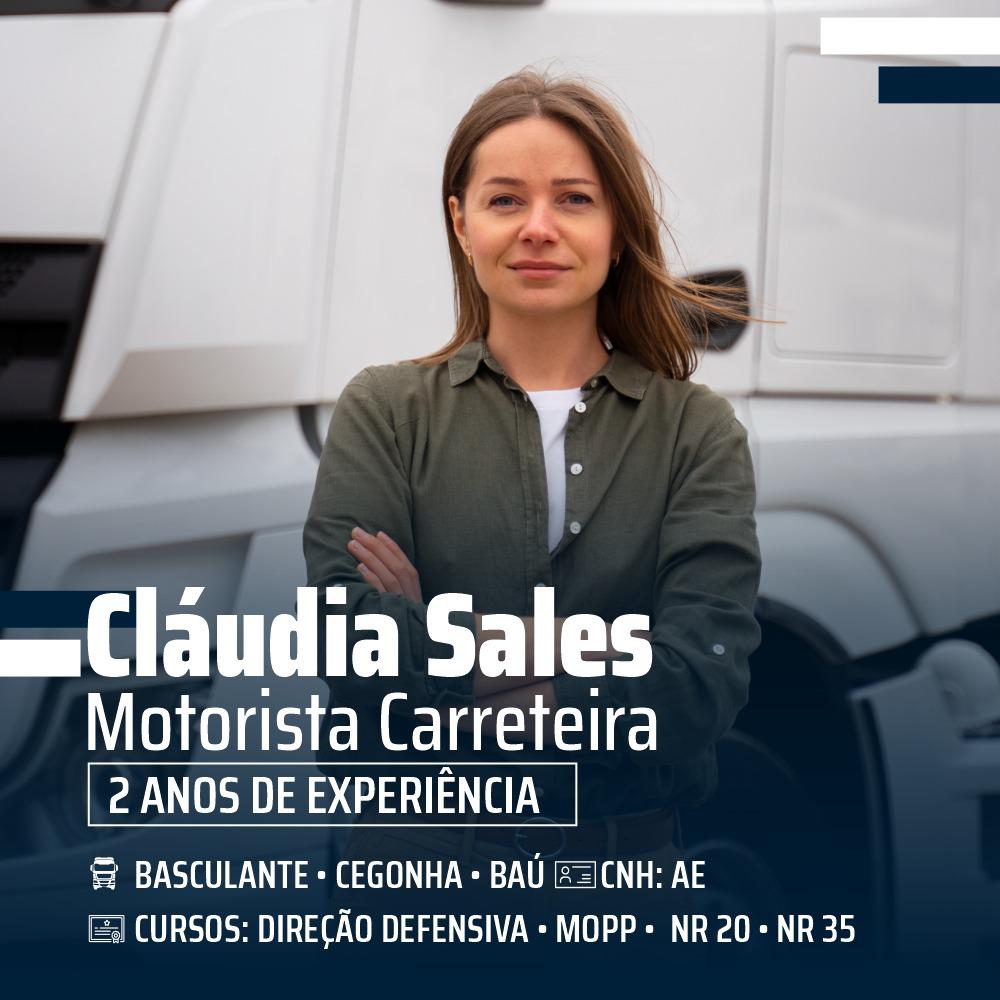 Cláudia Sales
Motorista Carreteira
2 ANOS DE EXPERIÊNCIA
BASCULANTE • CEGONHA • BAÚ CNH: AE
CURSOS: DIREÇÃO DEFENSIVA • MOPP • NR 20 • NR 35